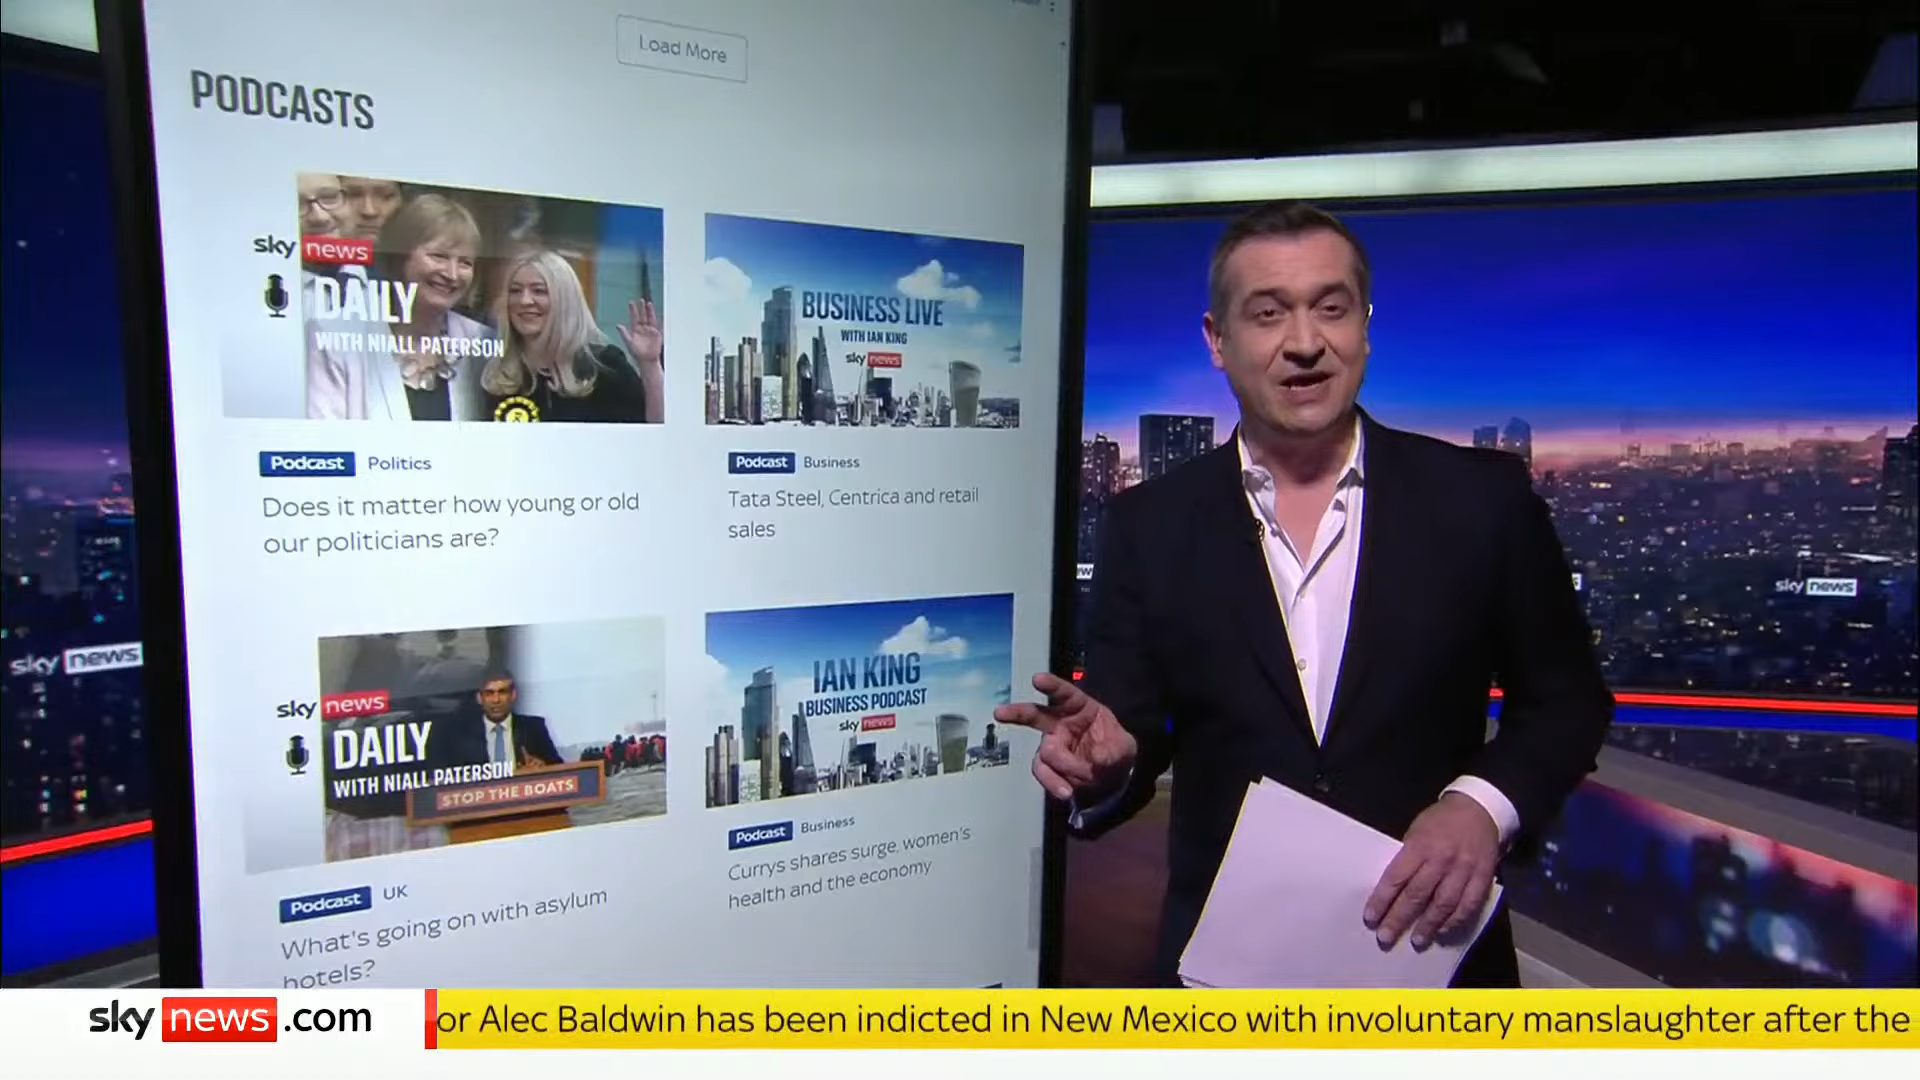 Load More
PODCASTS
sky news
DAILY
WITH NIALL PATERSON
BUSINESS LIVE
WITH IAN KING
sky news
Podcast Politics
Does it matter how young or old
our politicians are?
Podcast Business
Tata Steel, Centrica and retail
sales
sky news
DAILY
WITH NIALL PATERSON
STOP THE BOATS
IAN KING
BUSINESS PODCAST
sky news
Podcast UK
What's going on with asylum
hotels?
Podcast Business
Currys shares surge, women's
health and the economy
sky news
sky news
sky news.com
or Alec Baldwin has been indicted in New Mexico with involuntary manslaughter after the